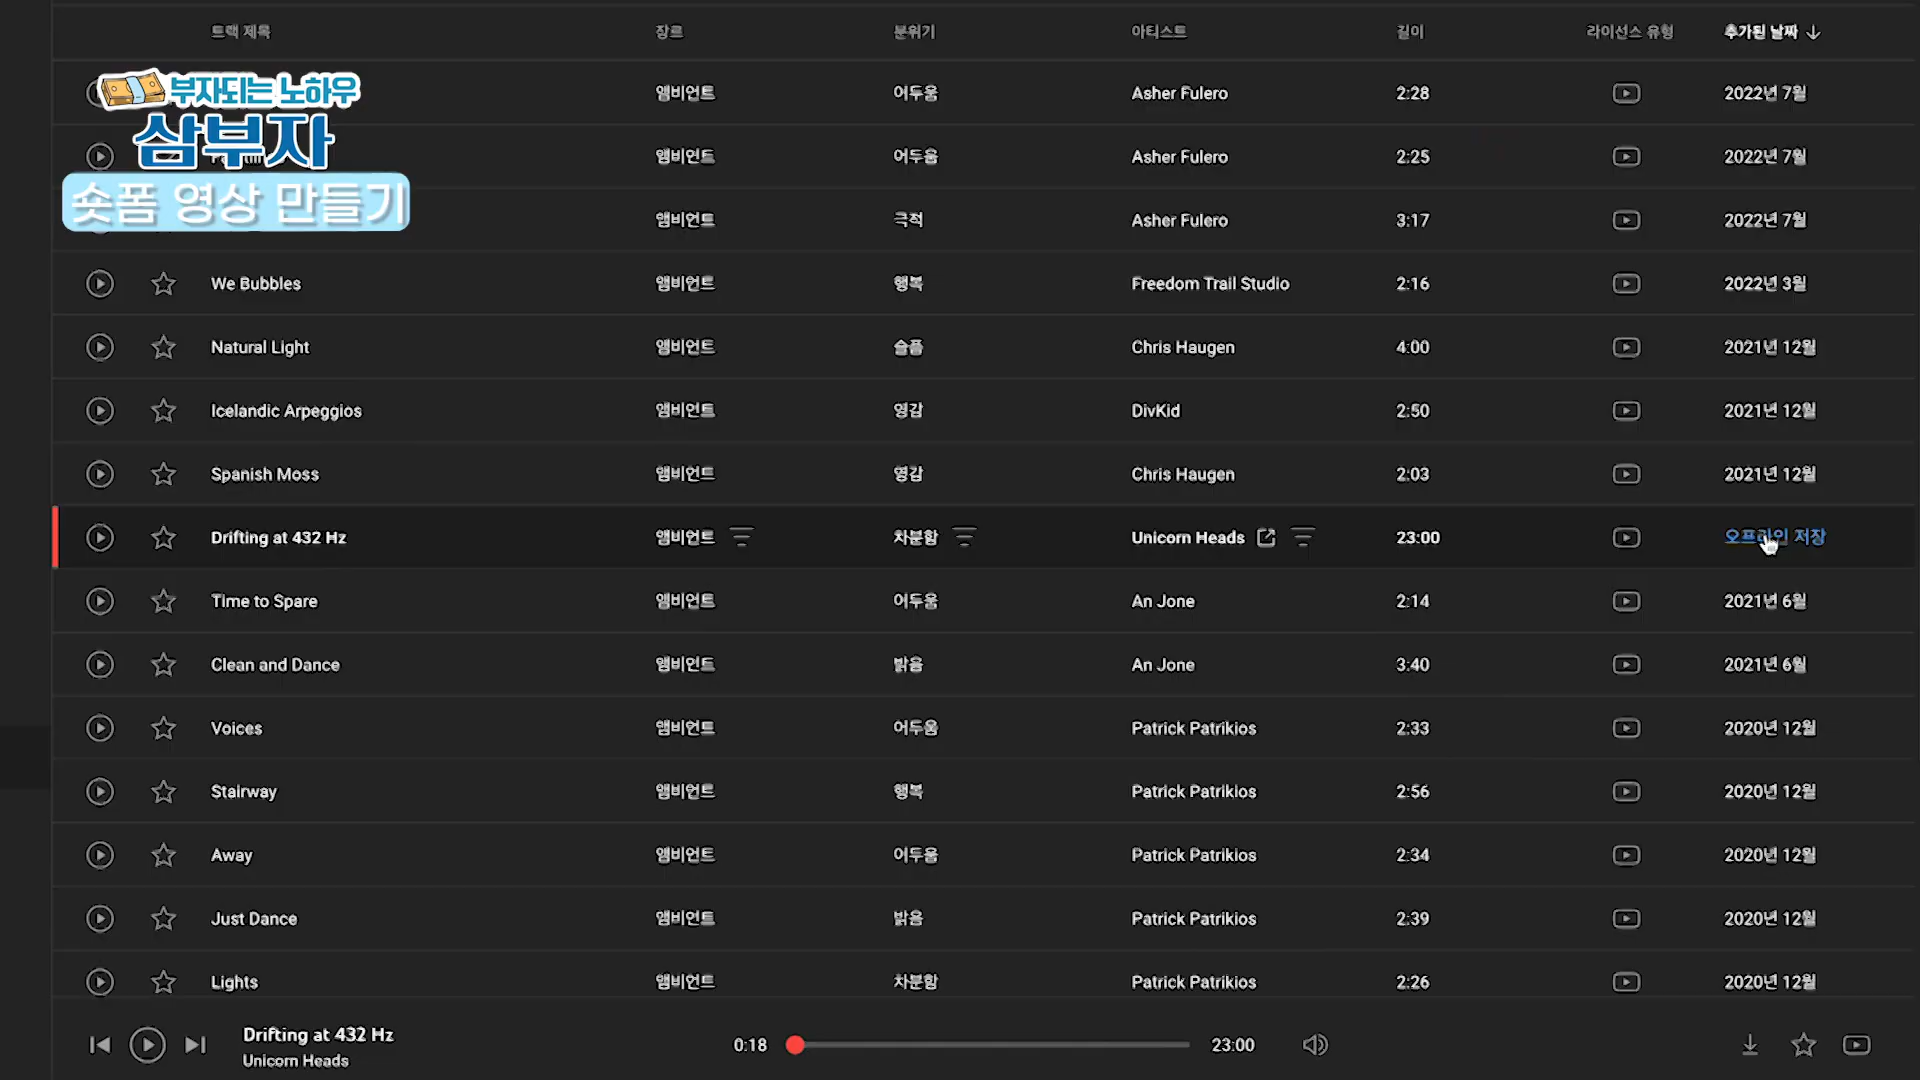 트랙 제목 장르 분위기 아티스트 길이 라이선스 유형 추가된 날짜
부자되는 노하우
삼부자
숏폼 영상 만들기
앰비언트 어두움 Asher Fulero 2:28 2022년 7월
앰비언트 어두움 Asher Fulero 2:25 2022년 7월
앰비언트 극적 Asher Fulero 3:17 2022년 7월
We Bubbles 앰비언트 행복 Freedom Trail Studio 2:16 2022년 3월
Natural Light 앰비언트 슬픔 Chris Haugen 4:00 2021년 12월
Icelandic Arpeggios 앰비언트 영감 DivKid 2:50 2021년 12월
Spanish Moss 앰비언트 영감 Chris Haugen 2:03 2021년 12월
Drifting at 432 Hz 앰비언트 차분함 Unicorn Heads 23:00 오프라인 저장
Time to Spare 앰비언트 어두움 An Jone 2:14 2021년 6월
Clean and Dance 앰비언트 밝음 An Jone 3:40 2021년 6월
Voices 앰비언트 어두움 Patrick Patrikios 2:33 2020년 12월
Stairway 앰비언트 행복 Patrick Patrikios 2:56 2020년 12월
Away 앰비언트 어두움 Patrick Patrikios 2:34 2020년 12월
Just Dance 앰비언트 밝음 Patrick Patrikios 2:39 2020년 12월
Lights 앰비언트 차분함 Patrick Patrikios 2:26 2020년 12월
Drifting at 432 Hz
Unicorn Heads
0:18 23:00